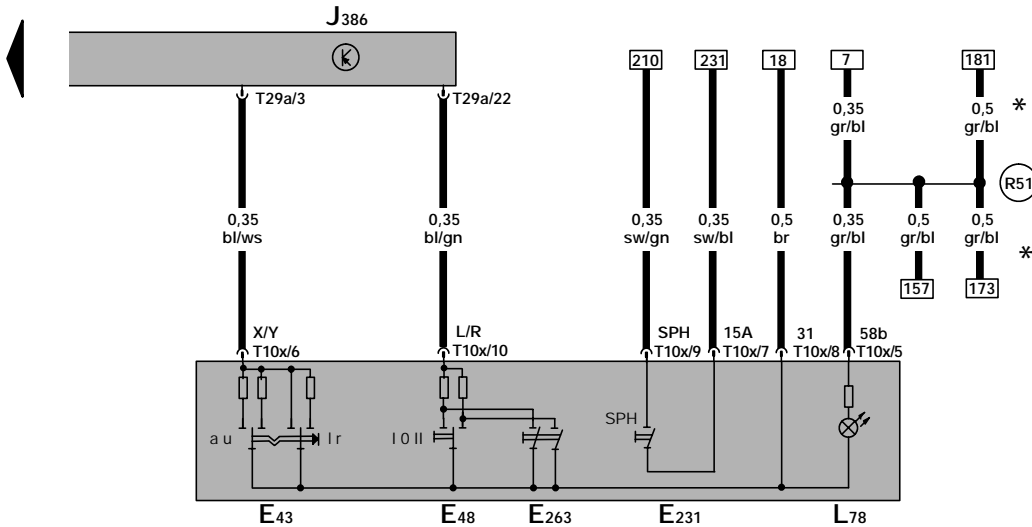 J386
210 231 18 7 181
T29a/3 T29a/22
0,35 gr/bl
0,5 gr/bl
*
R51
0,35 bl/ws
0,35 bl/gn
0,35 sw/gn
0,35 sw/bl
0,5 br
0,35 gr/bl
0,5 gr/bl
0,5 gr/bl
*
157 173
X/Y L/R SPH 15A 31 58b
T10x/6 T10x/10 T10x/9 T10x/7 T10x/8 T10x/5
SPH
a u l r I 0 II
E43 E48 E263 E231 L78